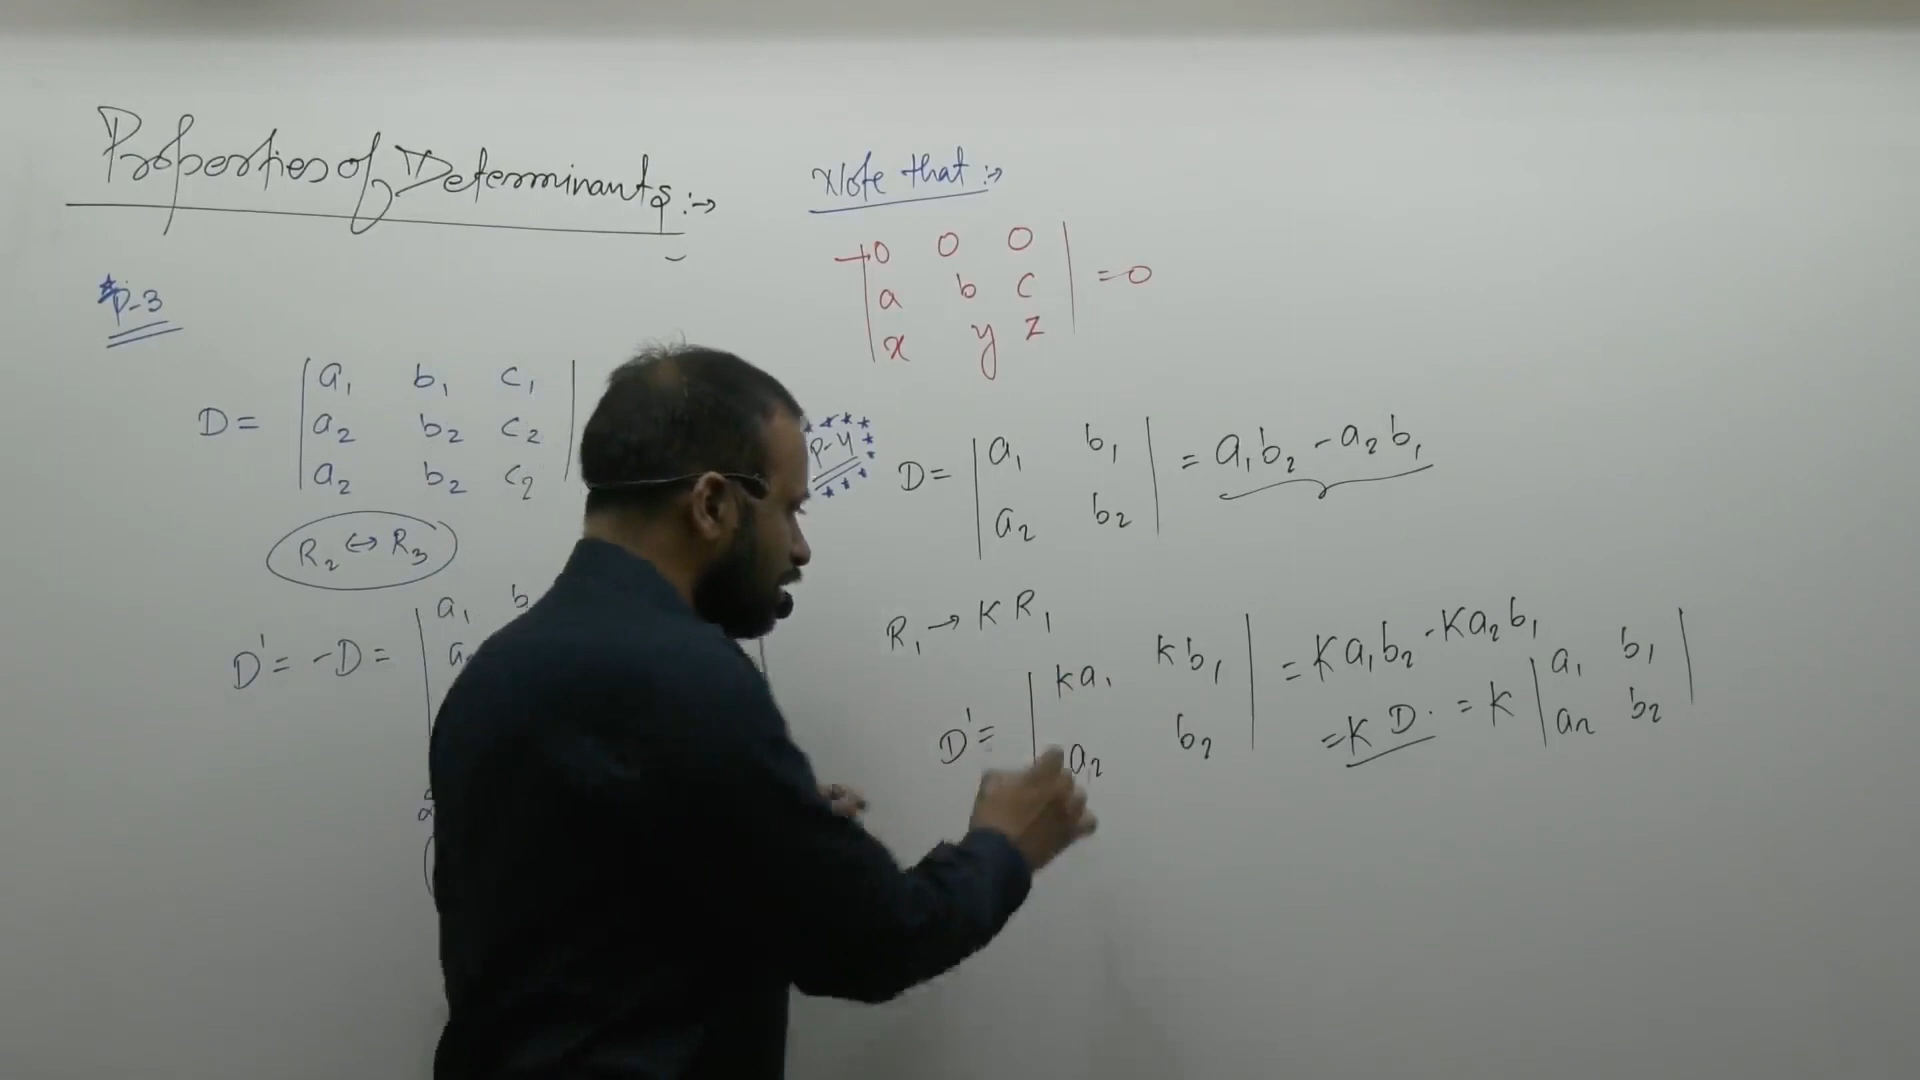 Properties of Determinants :→
*P-3
D = | a₁ b₁ c₁ |
| a₂ b₂ c₂ |
| a₂ b₂ c₂ |
R₂ ↔ R₃
D' = -D = | a₁ b
Note that :→
→ | 0 0 0 |
| a b c | = 0
| x y z |
P-4
D = | a₁ b₁ | = a₁b₂ - a₂b₁
| a₂ b₂ |
R₁ → K R₁
D' = | ka₁ kb₁ | = Ka₁b₂ - Ka₂b₁
| a₂ b₂ |
= K D . = K | a₁ b₁ |
| a₂ b₂ |